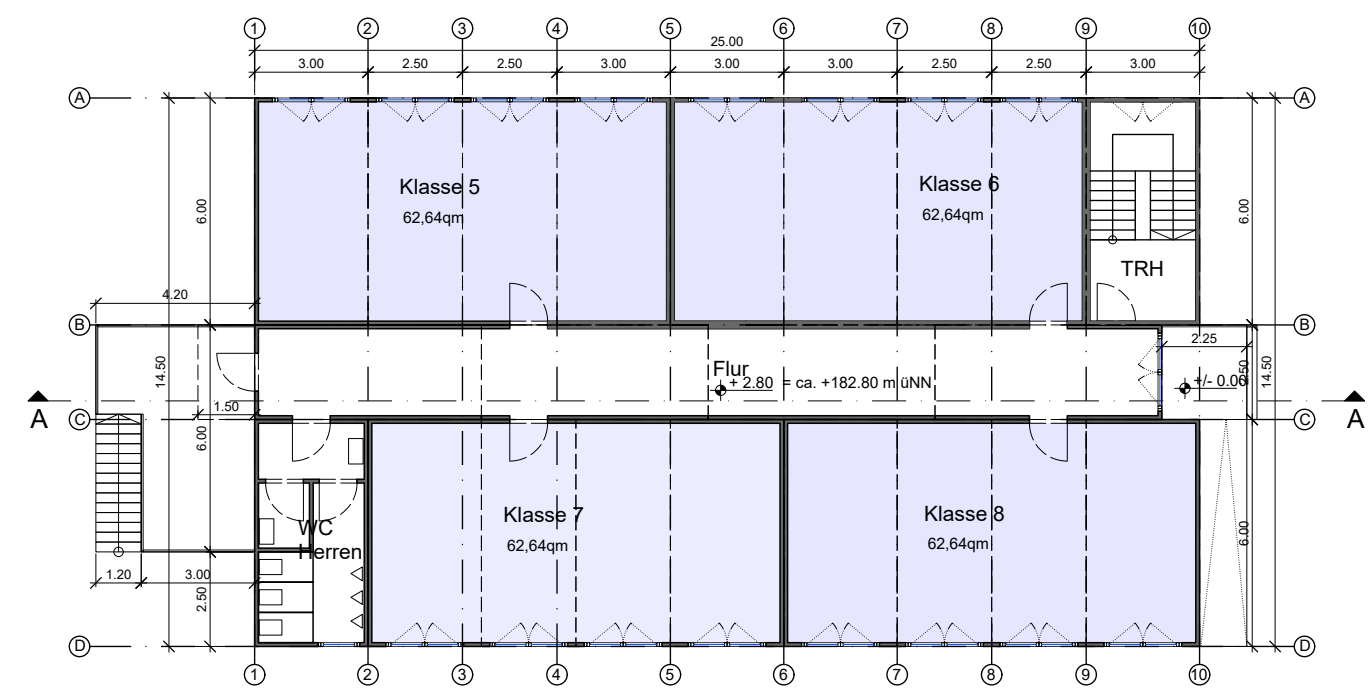 1 2 3 4 5 6 7 8 9 10
25.00
3.00 2.50 2.50 3.00 3.00 3.00 2.50 2.50 3.00
A A
Klasse 5
62,64qm
Klasse 6
62,64qm
6.00
6.00
TRH
4.20
B B
14.50
2.25
2.50
14.50
Flur
+ 2.80 = ca. +182.80 m üNN
+/- 0.00
1.50
A A
C C
6.00
Klasse 7
62,64qm
Klasse 8
62,64qm
WC
Herren
6.00
1.20 3.00
2.50
D D
1 2 3 4 5 6 7 8 9 10